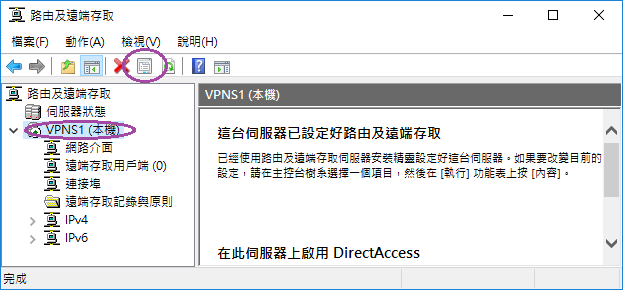 路由及遠端存取
檔案(F) 動作(A) 檢視(V) 說明(H)
路由及遠端存取
伺服器狀態
VPNS1 (本機)
網路介面
遠端存取用戶端 (0)
連接埠
遠端存取記錄與原則
IPv4
IPv6
VPNS1 (本機)
這台伺服器已設定好路由及遠端存取
已經使用路由及遠端存取伺服器安裝精靈設定好這台伺服器。如果要改變目前的
設定，請在主控台樹系選擇一個項目，然後在 [執行] 功能表上按 [內容]。
在此伺服器上啟用 DirectAccess
完成